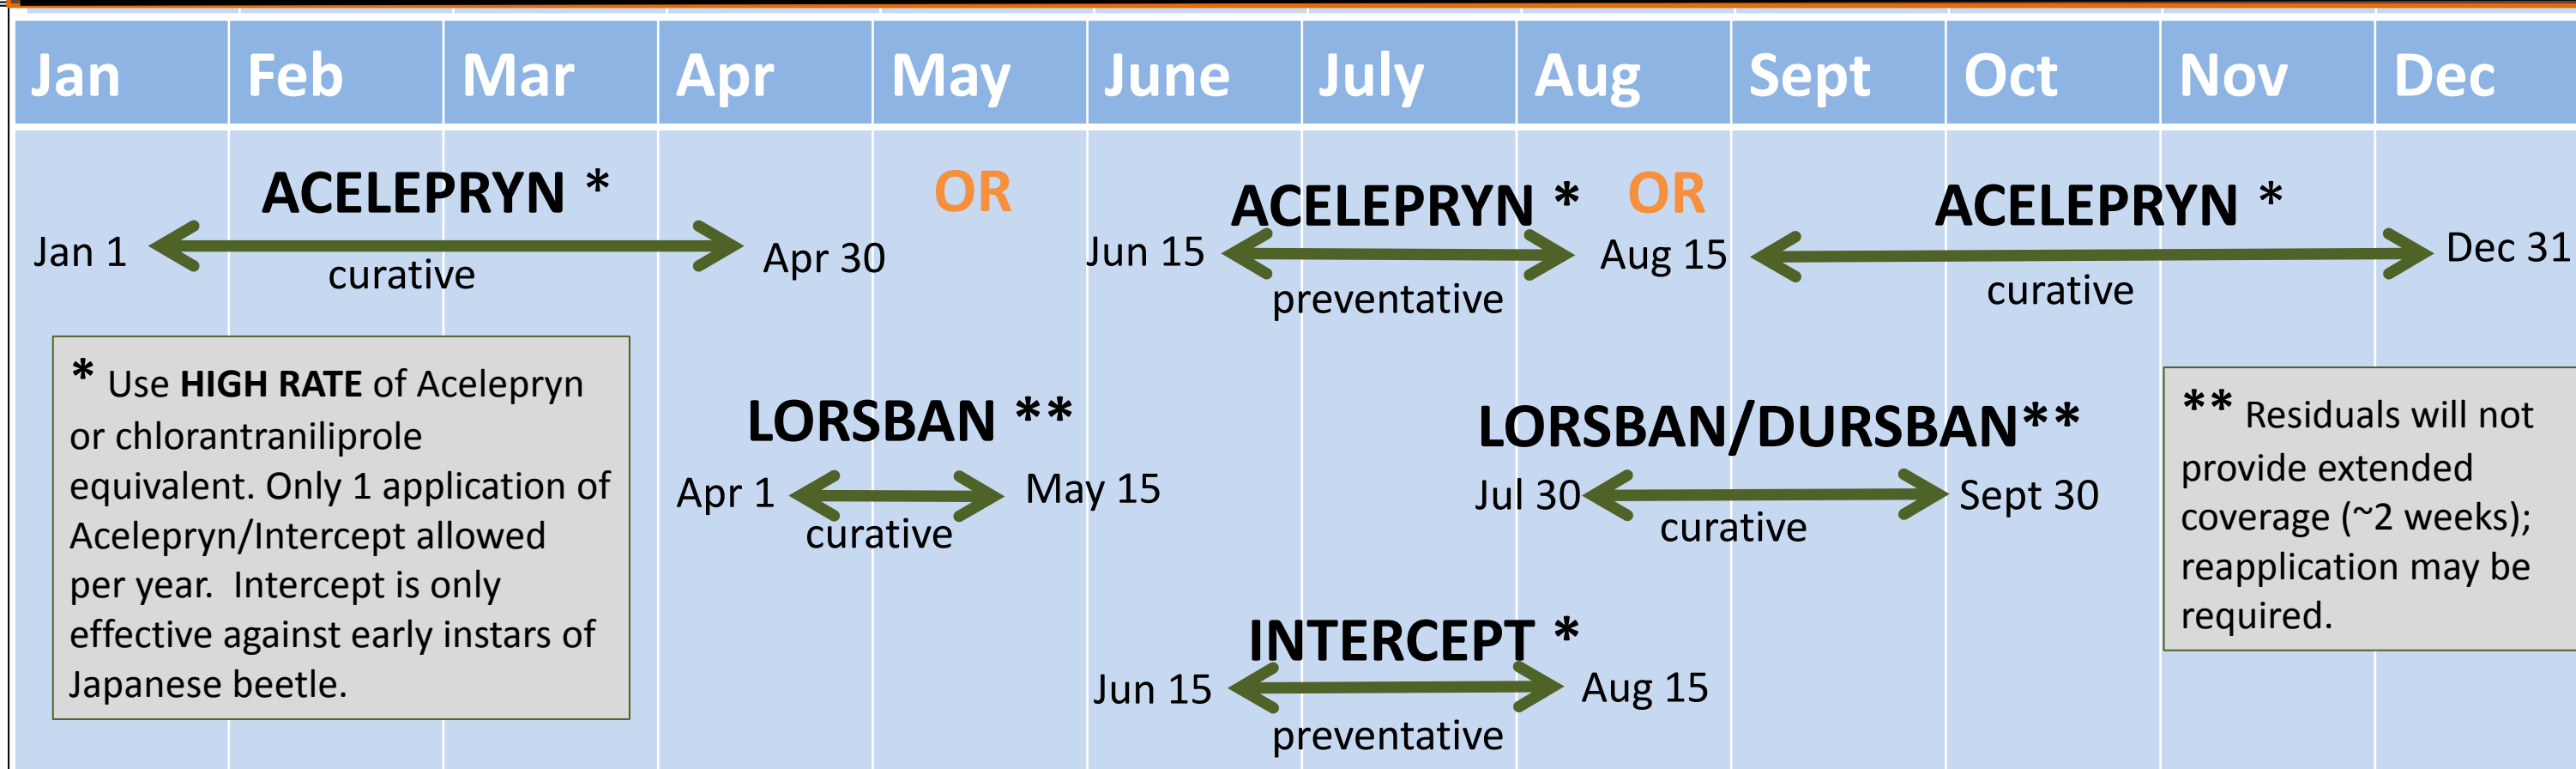 Jan Feb Mar Apr May June July Aug Sept Oct Nov Dec
ACELEPRYN *
Jan 1
Apr 30
curative
OR
ACELEPRYN *
Jun 15
Aug 15
preventative
OR
ACELEPRYN *
Dec 31
curative
* Use HIGH RATE of Acelepryn
or chlorantraniliprole
equivalent. Only 1 application of
Acelepryn/Intercept allowed
per year. Intercept is only
effective against early instars of
Japanese beetle.
LORSBAN **
Apr 1
May 15
curative
LORSBAN/DURSBAN**
Jul 30
Sept 30
curative
** Residuals will not
provide extended
coverage (~2 weeks);
reapplication may be
required.
INTERCEPT *
Jun 15
Aug 15
preventative